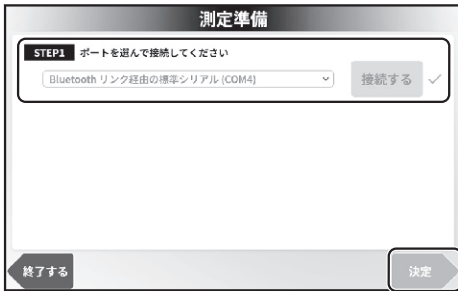 測定準備
STEP1 ポートを選んで接続してください
Bluetooth リンク経由の標準シリアル (COM4) 接続する
終了する 決定